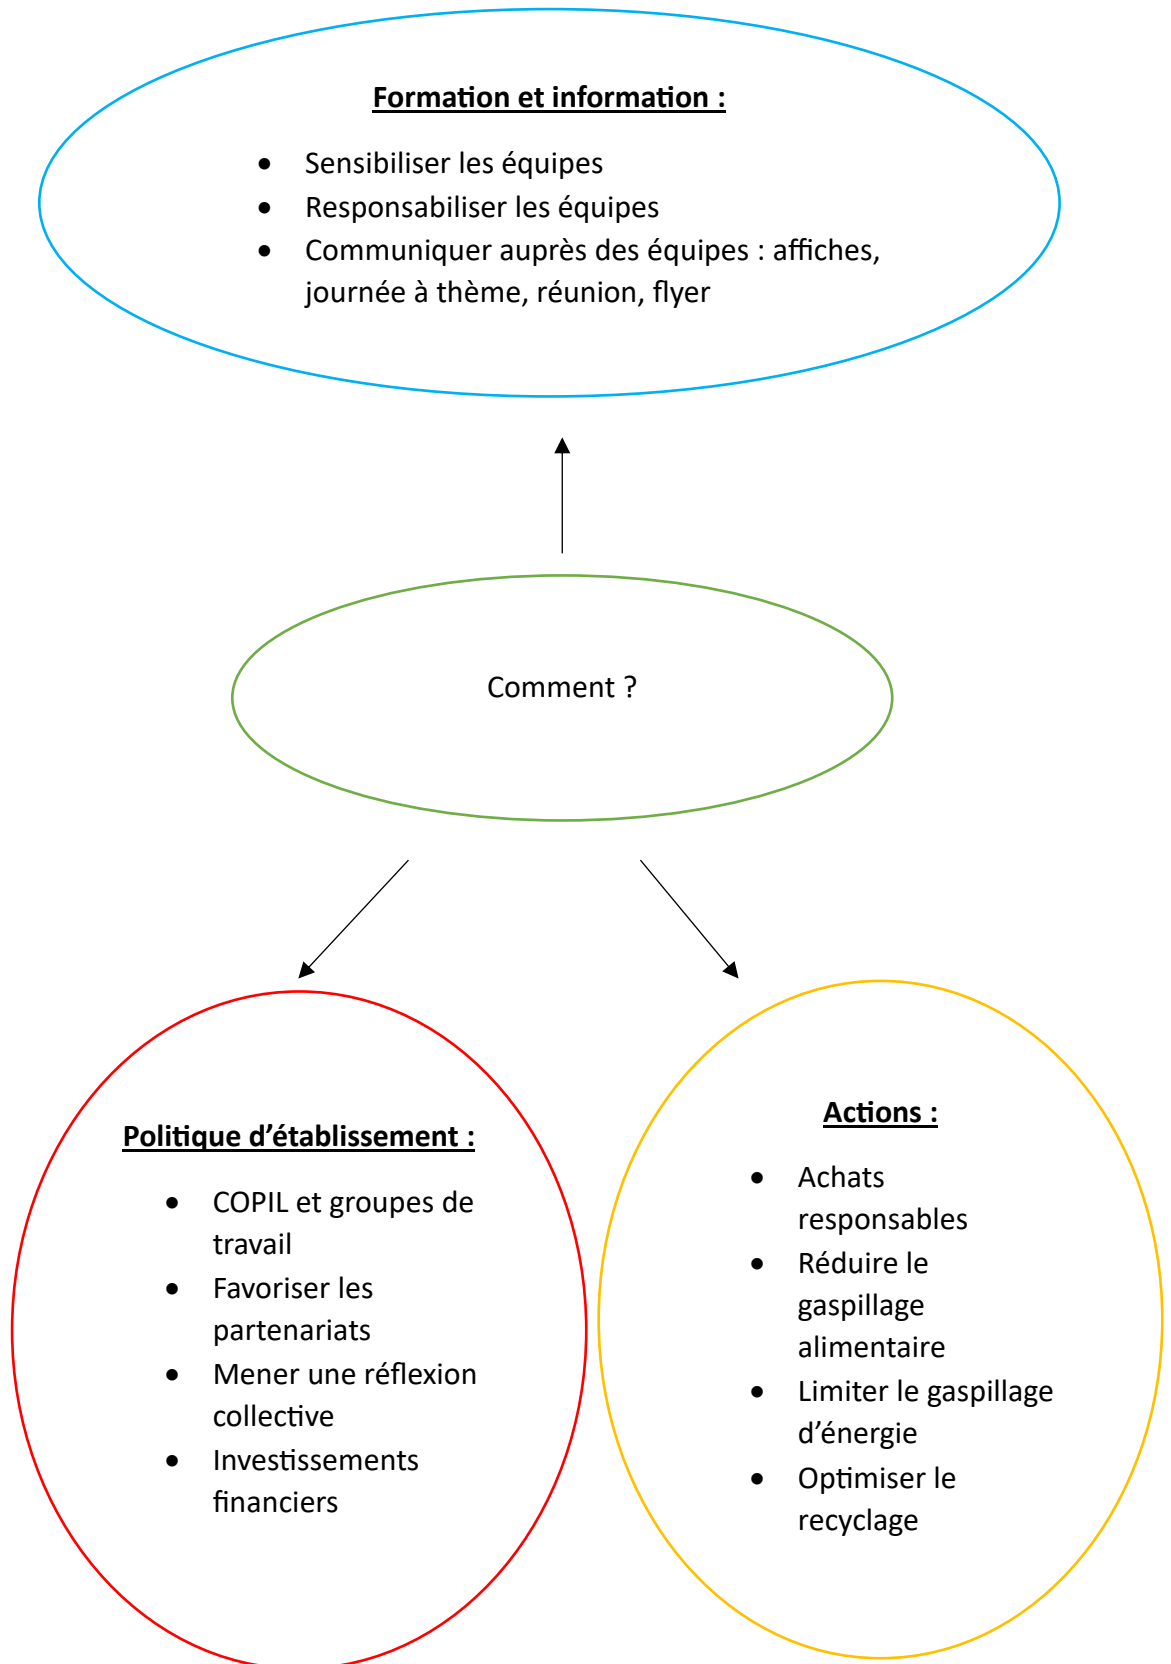 Formation et information :
• Sensibiliser les équipes
• Responsabiliser les équipes
• Communiquer auprès des équipes : affiches,
journée à thème, réunion, flyer
Comment ?
Politique d’établissement :
• COPIL et groupes de
travail
• Favoriser les
partenariats
• Mener une réflexion
collective
• Investissements
financiers
Actions :
• Achats
responsables
• Réduire le
gaspillage
alimentaire
• Limiter le gaspillage
d’énergie
• Optimiser le
recyclage